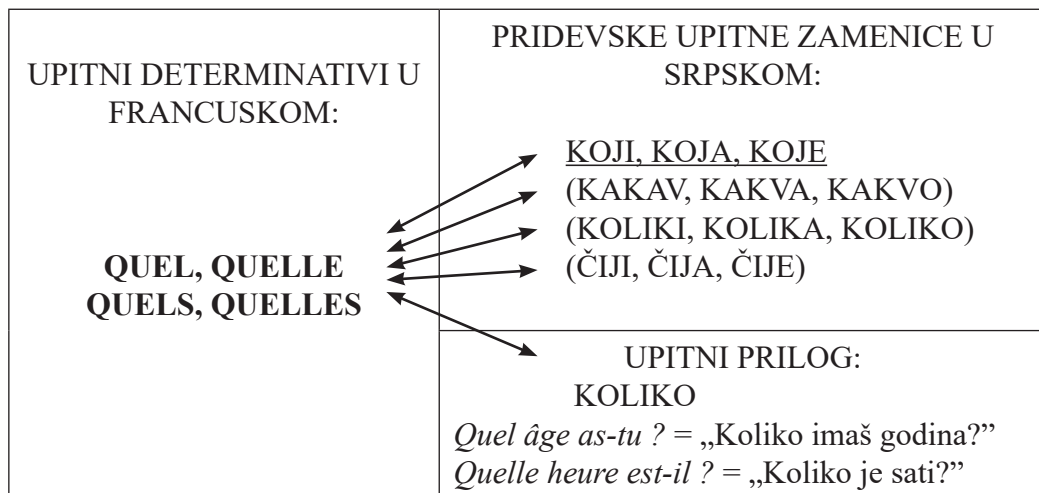 UPITNI DETERMINATIVI U
FRANCUSKOM:
QUEL, QUELLE
QUELS, QUELLES
PRIDEVSKE UPITNE ZAMENICE U
SRPSKOM:
KOJI, KOJA, KOJE
(KAKAV, KAKVA, KAKVO)
(KOLIKI, KOLIKA, KOLIKO)
(ČIJI, ČIJA, ČIJE)
UPITNI PRILOG:
KOLIKO
Quel âge as-tu ? = „Koliko imaš godina?”
Quelle heure est-il ? = „Koliko je sati?”